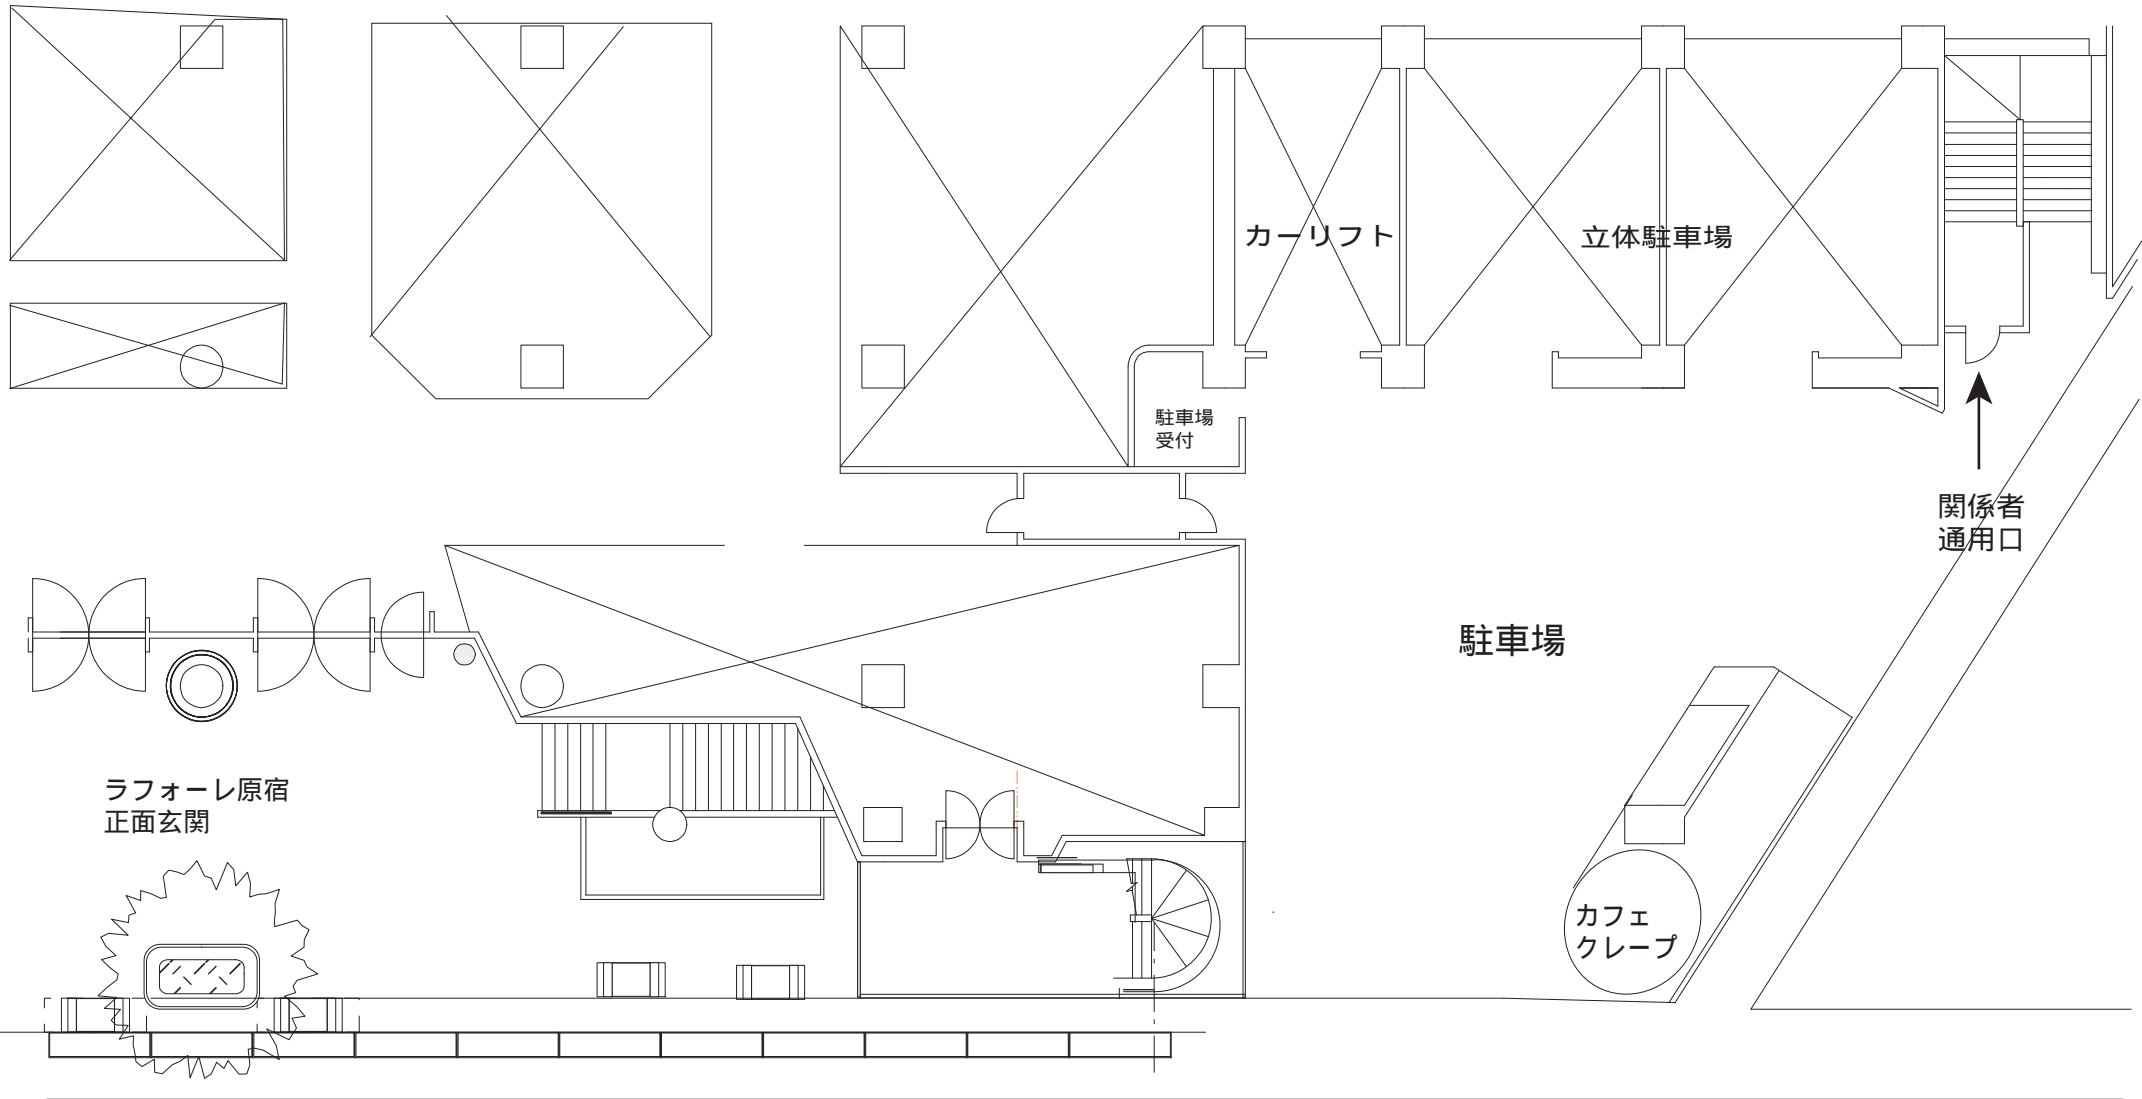 カーリフト
立体駐車場
駐車場
受付
関係者
通用口
駐車場
ラフォーレ原宿
正面玄関
カフェ
クレープ